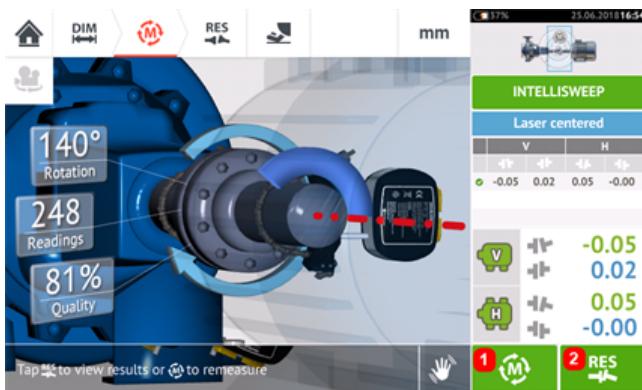 DIM
M
RES
mm
37%
25.06.2018 16:54
INTELLISWEEP
Laser centered
V H
-0.05 0.02 0.05 -0.00
140°
Rotation
248
Readings
81%
Quality
V
-0.05
0.02
H
0.05
-0.00
Tap to view results or M to remeasure
1 M
2 RES